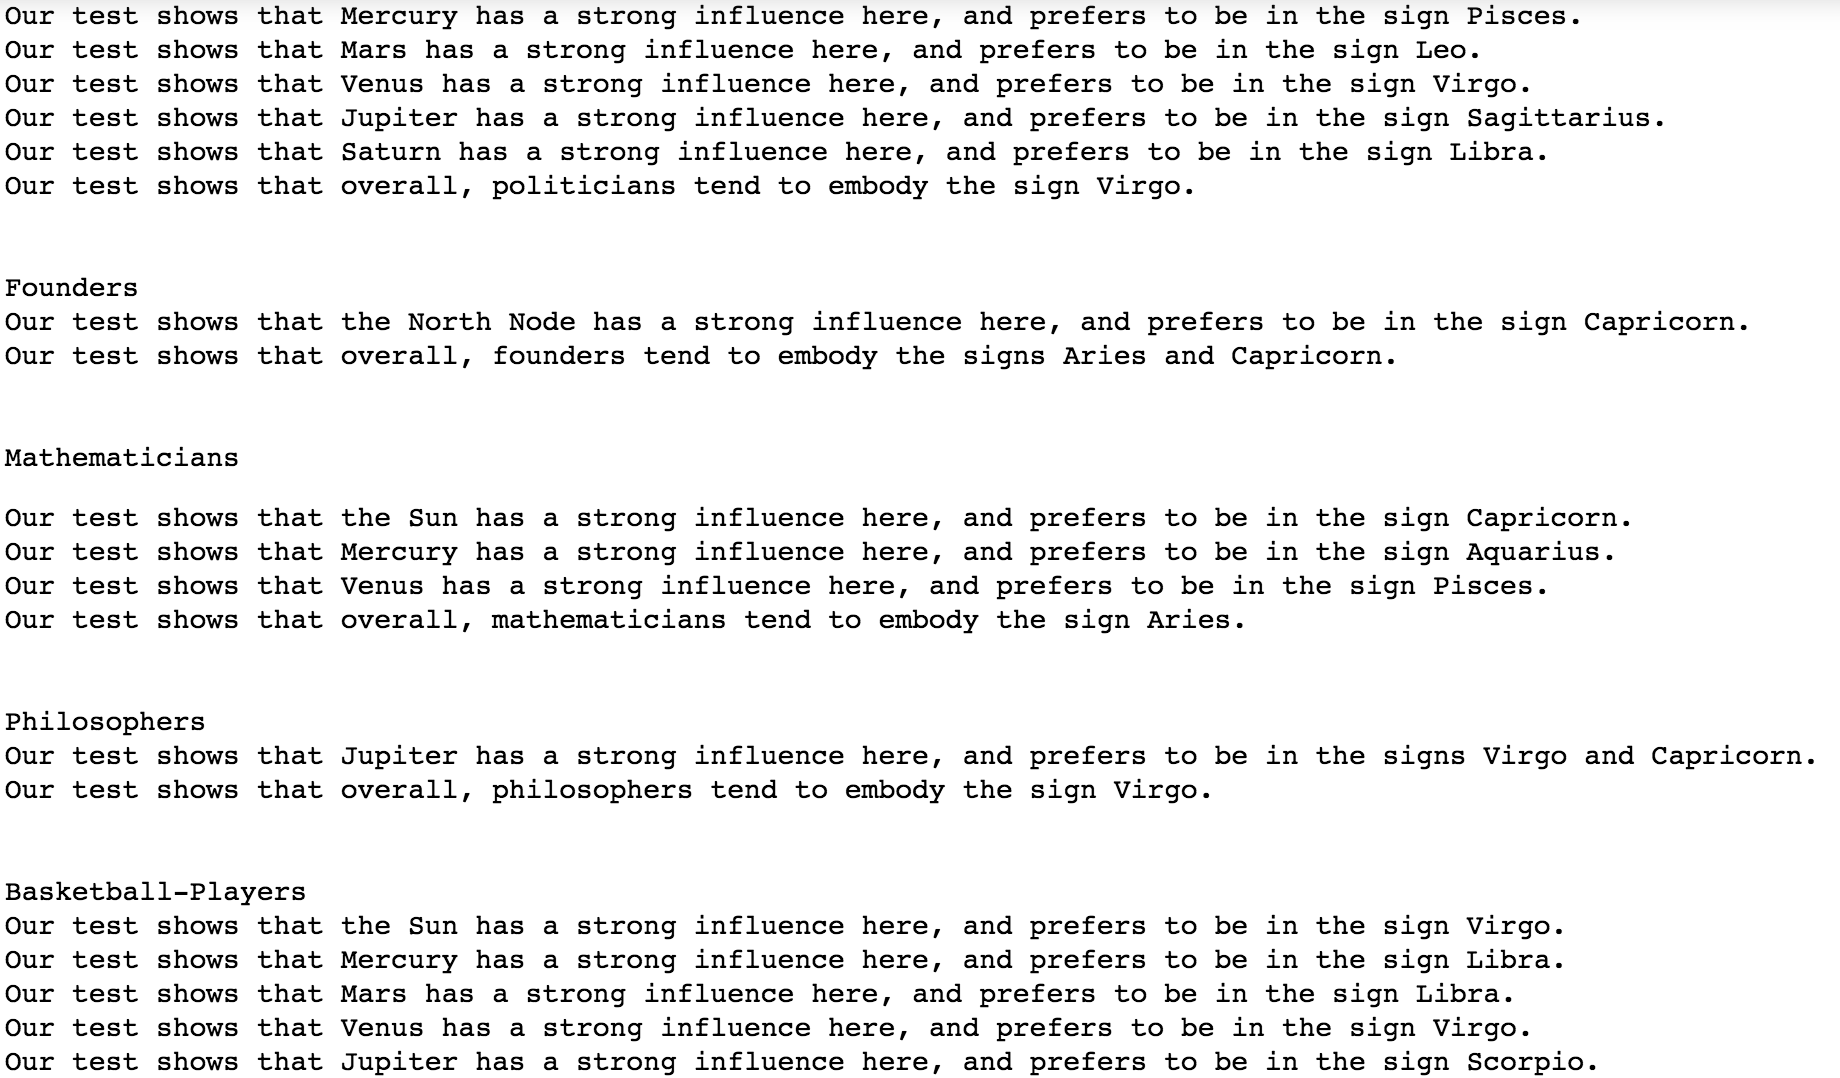 Our test shows that Mercury has a strong influence here, and prefers to be in the sign Pisces.
Our test shows that Mars has a strong influence here, and prefers to be in the sign Leo.
Our test shows that Venus has a strong influence here, and prefers to be in the sign Virgo.
Our test shows that Jupiter has a strong influence here, and prefers to be in the sign Sagittarius.
Our test shows that Saturn has a strong influence here, and prefers to be in the sign Libra.
Our test shows that overall, politicians tend to embody the sign Virgo.
Founders
Our test shows that the North Node has a strong influence here, and prefers to be in the sign Capricorn.
Our test shows that overall, founders tend to embody the signs Aries and Capricorn.
Mathematicians
Our test shows that the Sun has a strong influence here, and prefers to be in the sign Capricorn.
Our test shows that Mercury has a strong influence here, and prefers to be in the sign Aquarius.
Our test shows that Venus has a strong influence here, and prefers to be in the sign Pisces.
Our test shows that overall, mathematicians tend to embody the sign Aries.
Philosophers
Our test shows that Jupiter has a strong influence here, and prefers to be in the signs Virgo and Capricorn.
Our test shows that overall, philosophers tend to embody the sign Virgo.
Basketball-Players
Our test shows that the Sun has a strong influence here, and prefers to be in the sign Virgo.
Our test shows that Mercury has a strong influence here, and prefers to be in the sign Libra.
Our test shows that Mars has a strong influence here, and prefers to be in the sign Libra.
Our test shows that Venus has a strong influence here, and prefers to be in the sign Virgo.
Our test shows that Jupiter has a strong influence here, and prefers to be in the sign Scorpio.